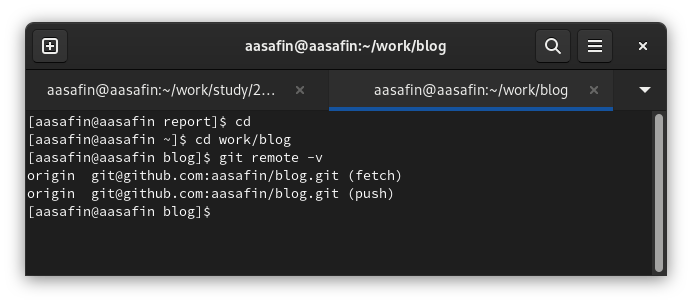 aasafin@aasafin:~/work/blog
aasafin@aasafin:~/work/study/2...
aasafin@aasafin:~/work/blog
[aasafin@aasafin report]$ cd
[aasafin@aasafin ~]$ cd work/blog
[aasafin@aasafin blog]$ git remote -v
origin  git@github.com:aasafin/blog.git (fetch)
origin  git@github.com:aasafin/blog.git (push)
[aasafin@aasafin blog]$